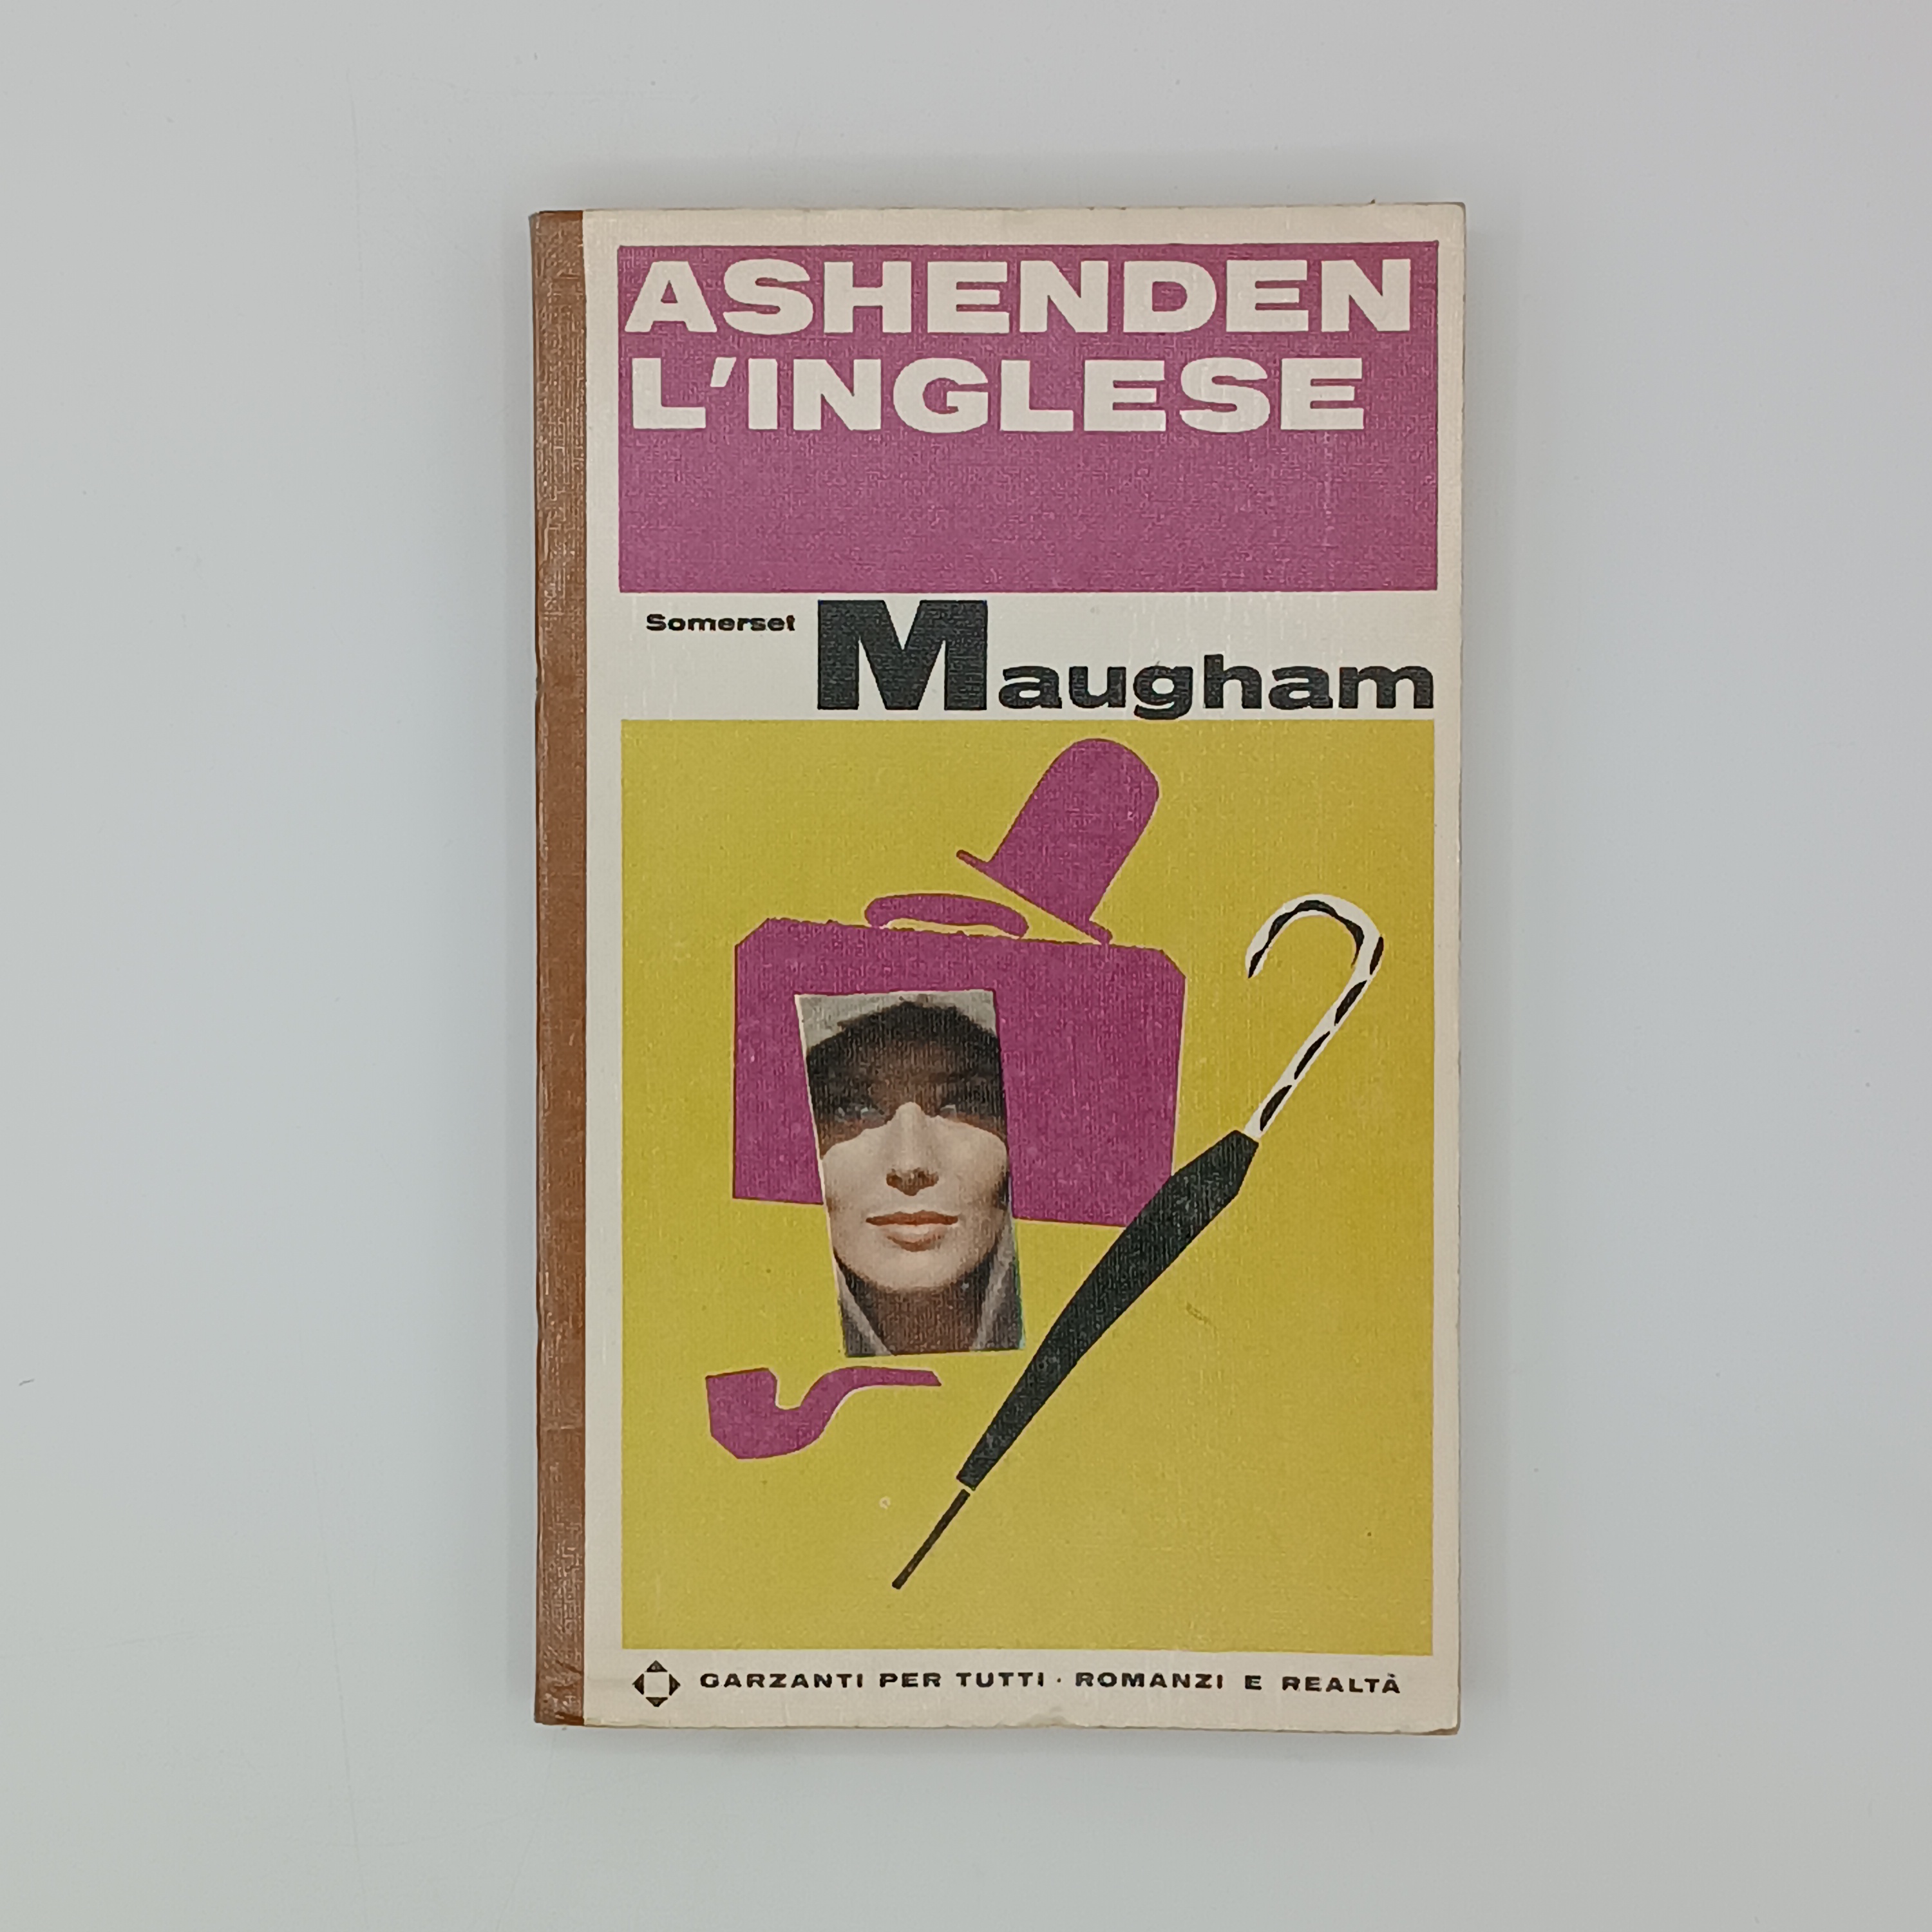 ASHENDEN
L'INGLESE
Somerset Maugham
GARZANTI PER TUTTI · ROMANZI E REALTÀ